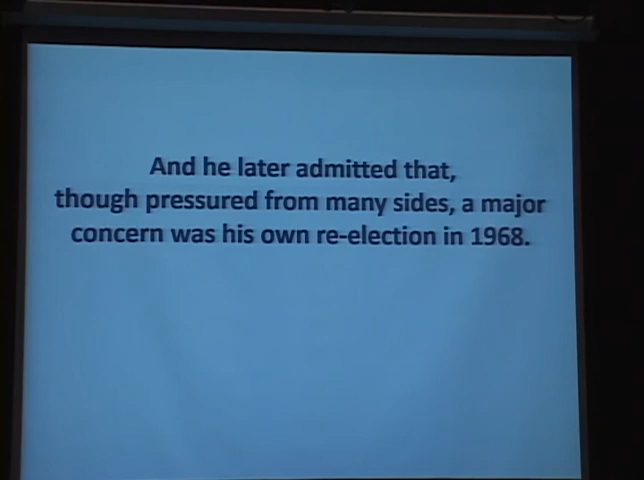 And he later admitted that,
though pressured from many sides, a major
concern was his own re-election in 1968.